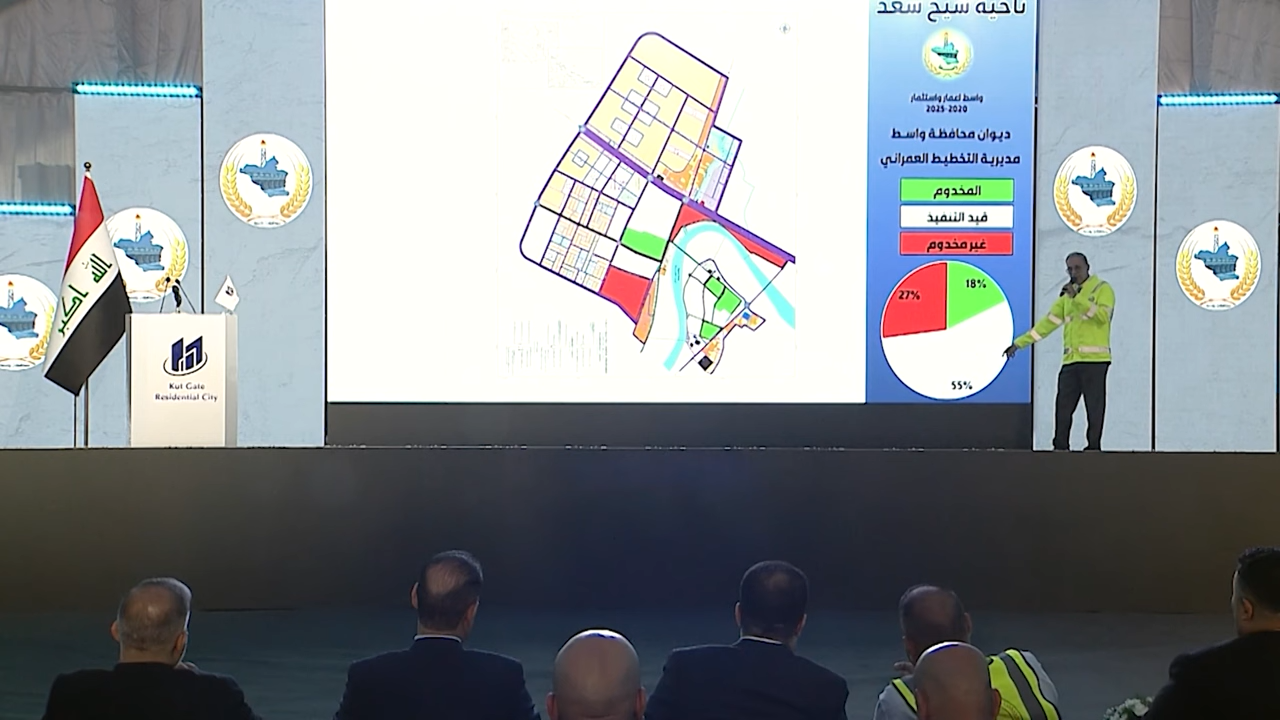 ناحية شيخ سعد
واسط اعمار واستثمار
2025-2020
ديوان محافظة واسط
مديرية التخطيط العمراني
المخدوم
قيد التنفيذ
غير مخدوم
27%
18%
55%
الله اكبر
Kut Gate
Residential City